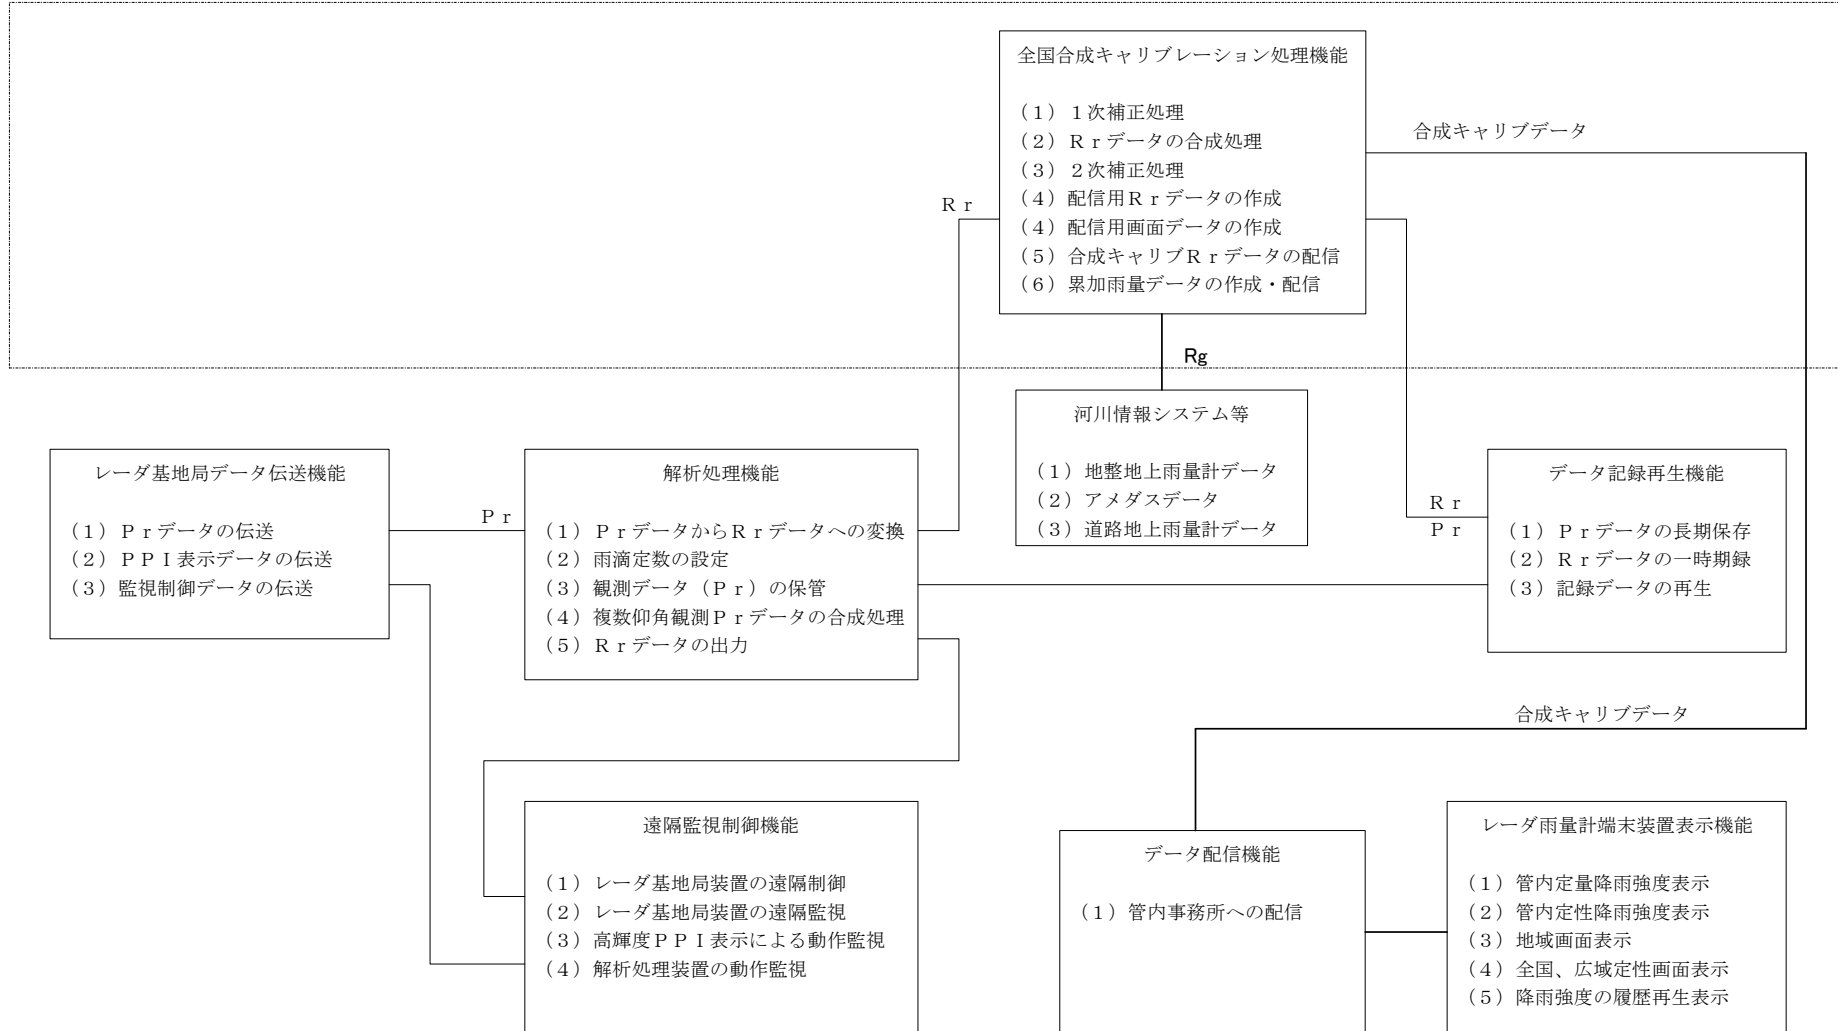 全国合成キャリブレーション処理機能
（１）１次補正処理
（２）Ｒｒデータの合成処理
（３）２次補正処理
（４）配信用Ｒｒデータの作成
（４）配信用画面データの作成
（５）合成キャリブＲｒデータの配信
（６）累加雨量データの作成・配信
合成キャリブデータ
Ｒｒ
Rg
河川情報システム等
（１）地整地上雨量計データ
（２）アメダスデータ
（３）道路地上雨量計データ
レーダ基地局データ伝送機能
（１）Ｐｒデータの伝送
（２）ＰＰＩ表示データの伝送
（３）監視制御データの伝送
Ｐｒ
解析処理機能
（１）ＰｒデータからＲｒデータへの変換
（２）雨滴定数の設定
（３）観測データ（Ｐｒ）の保管
（４）複数仰角観測Ｐｒデータの合成処理
（５）Ｒｒデータの出力
Ｒｒ
Ｐｒ
データ記録再生機能
（１）Ｐｒデータの長期保存
（２）Ｒｒデータの一時期録
（３）記録データの再生
合成キャリブデータ
遠隔監視制御機能
（１）レーダ基地局装置の遠隔制御
（２）レーダ基地局装置の遠隔監視
（３）高輝度ＰＰＩ表示による動作監視
（４）解析処理装置の動作監視
データ配信機能
（１）管内事務所への配信
レーダ雨量計端末装置表示機能
（１）管内定量降雨強度表示
（２）管内定性降雨強度表示
（３）地域画面表示
（４）全国、広域定性画面表示
（５）降雨強度の履歴再生表示